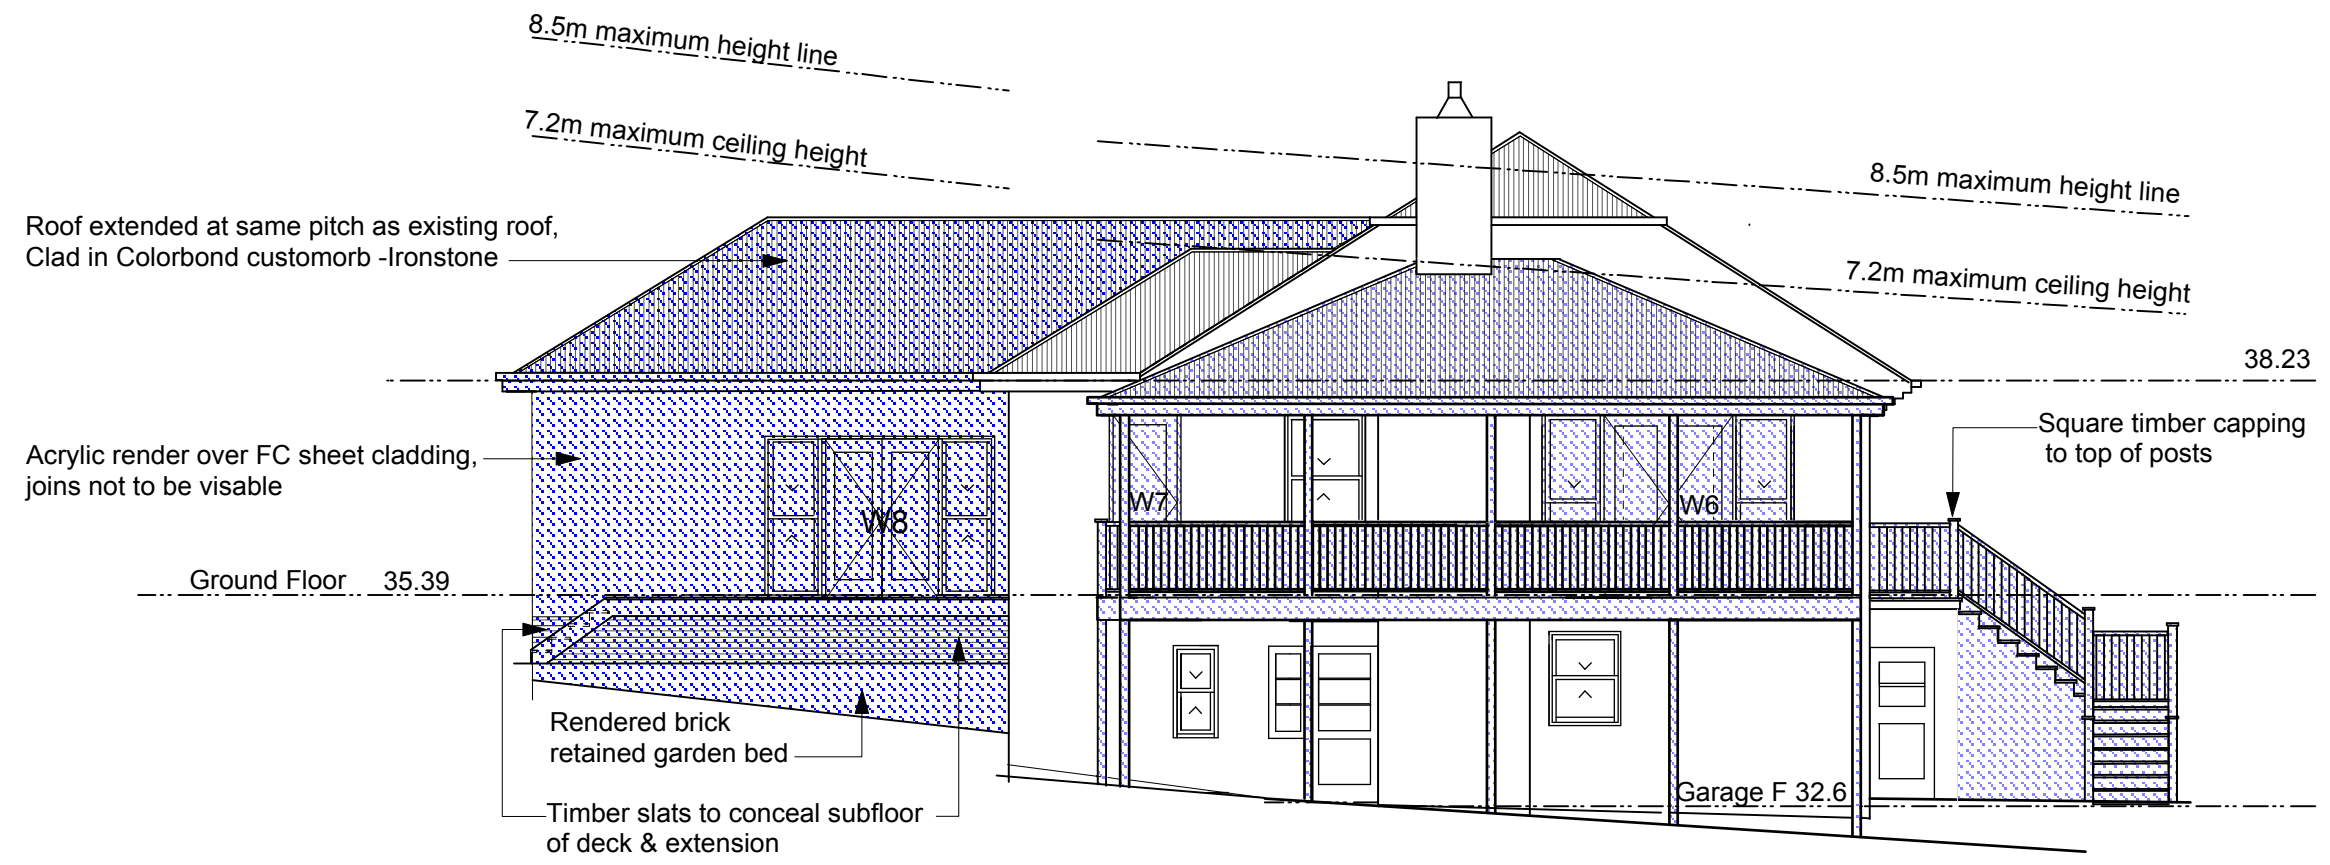 8.5m maximum height line
7.2m maximum ceiling height
8.5m maximum height line
Roof extended at same pitch as existing roof,
Clad in Colorbond customorb -Ironstone
7.2m maximum ceiling height
38.23
Square timber capping
to top of posts
Acrylic render over FC sheet cladding,
joins not to be visable
W7
W6
W8
Ground Floor 35.39
Rendered brick
retained garden bed
Garage F 32.6
Timber slats to conceal subfloor
of deck & extension